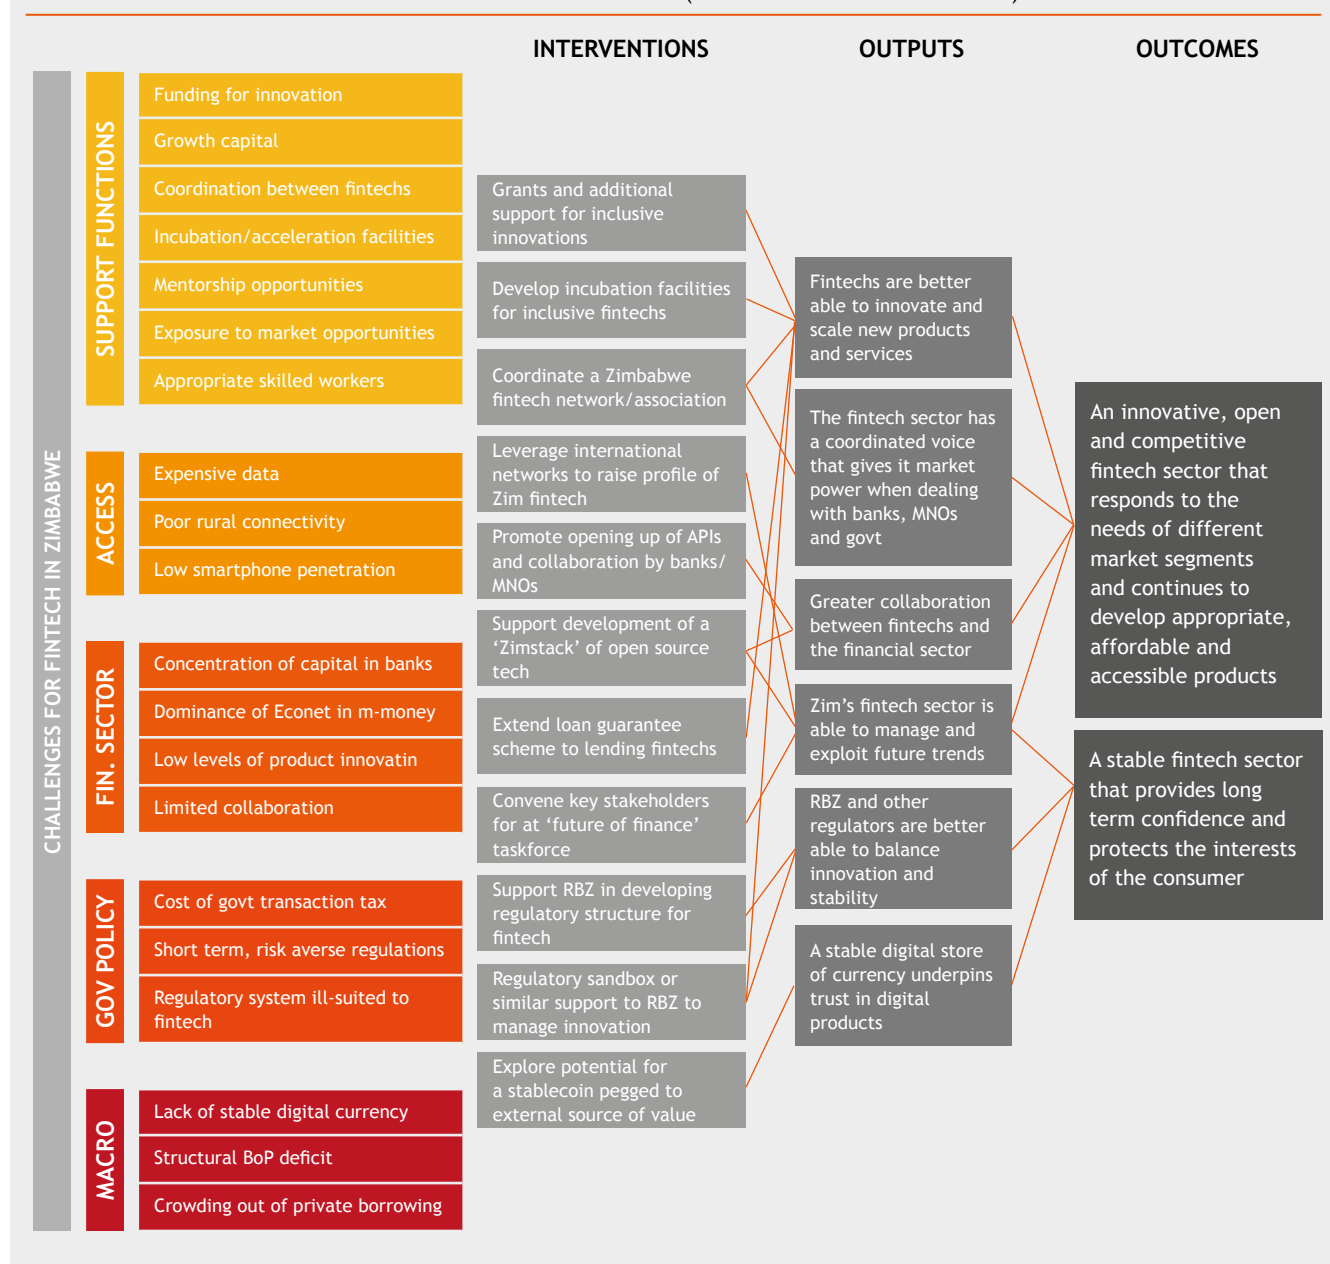 INTERVENTIONS
OUTPUTS
OUTCOMES
CHALLENGES FOR FINTECH IN ZIMBABWE
SUPPORT FUNCTIONS
Funding for innovation
Growth capital
Coordination between fintechs
Incubation/acceleration facilities
Mentorship opportunities
Exposure to market opportunities
Appropriate skilled workers
ACCESS
Expensive data
Poor rural connectivity
Low smartphone penetration
FIN. SECTOR
Concentration of capital in banks
Dominance of Econet in m-money
Low levels of product innovatin
Limited collaboration
GOV POLICY
Cost of govt transaction tax
Short term, risk averse regulations
Regulatory system ill-suited to
fintech
MACRO
Lack of stable digital currency
Structural BoP deficit
Crowding out of private borrowing
Grants and additional
support for inclusive
innovations
Develop incubation facilities
for inclusive fintechs
Coordinate a Zimbabwe
fintech network/association
Leverage international
networks to raise profile of
Zim fintech
Promote opening up of APIs
and collaboration by banks/
MNOs
Support development of a
‘Zimstack’ of open source
tech
Extend loan guarantee
scheme to lending fintechs
Convene key stakeholders
for at ‘future of finance’
taskforce
Support RBZ in developing
regulatory structure for
fintech
Regulatory sandbox or
similar support to RBZ to
manage innovation
Explore potential for
a stablecoin pegged to
external source of value
Fintechs are better
able to innovate and
scale new products
and services
The fintech sector has
a coordinated voice
that gives it market
power when dealing
with banks, MNOs
and govt
Greater collaboration
between fintechs and
the financial sector
Zim’s fintech sector is
able to manage and
exploit future trends
RBZ and other
regulators are better
able to balance
innovation and
stability
A stable digital store
of currency underpins
trust in digital
products
An innovative, open
and competitive
fintech sector that
responds to the
needs of different
market segments
and continues to
develop appropriate,
affordable and
accessible products
A stable fintech sector
that provides long
term confidence and
protects the interests
of the consumer